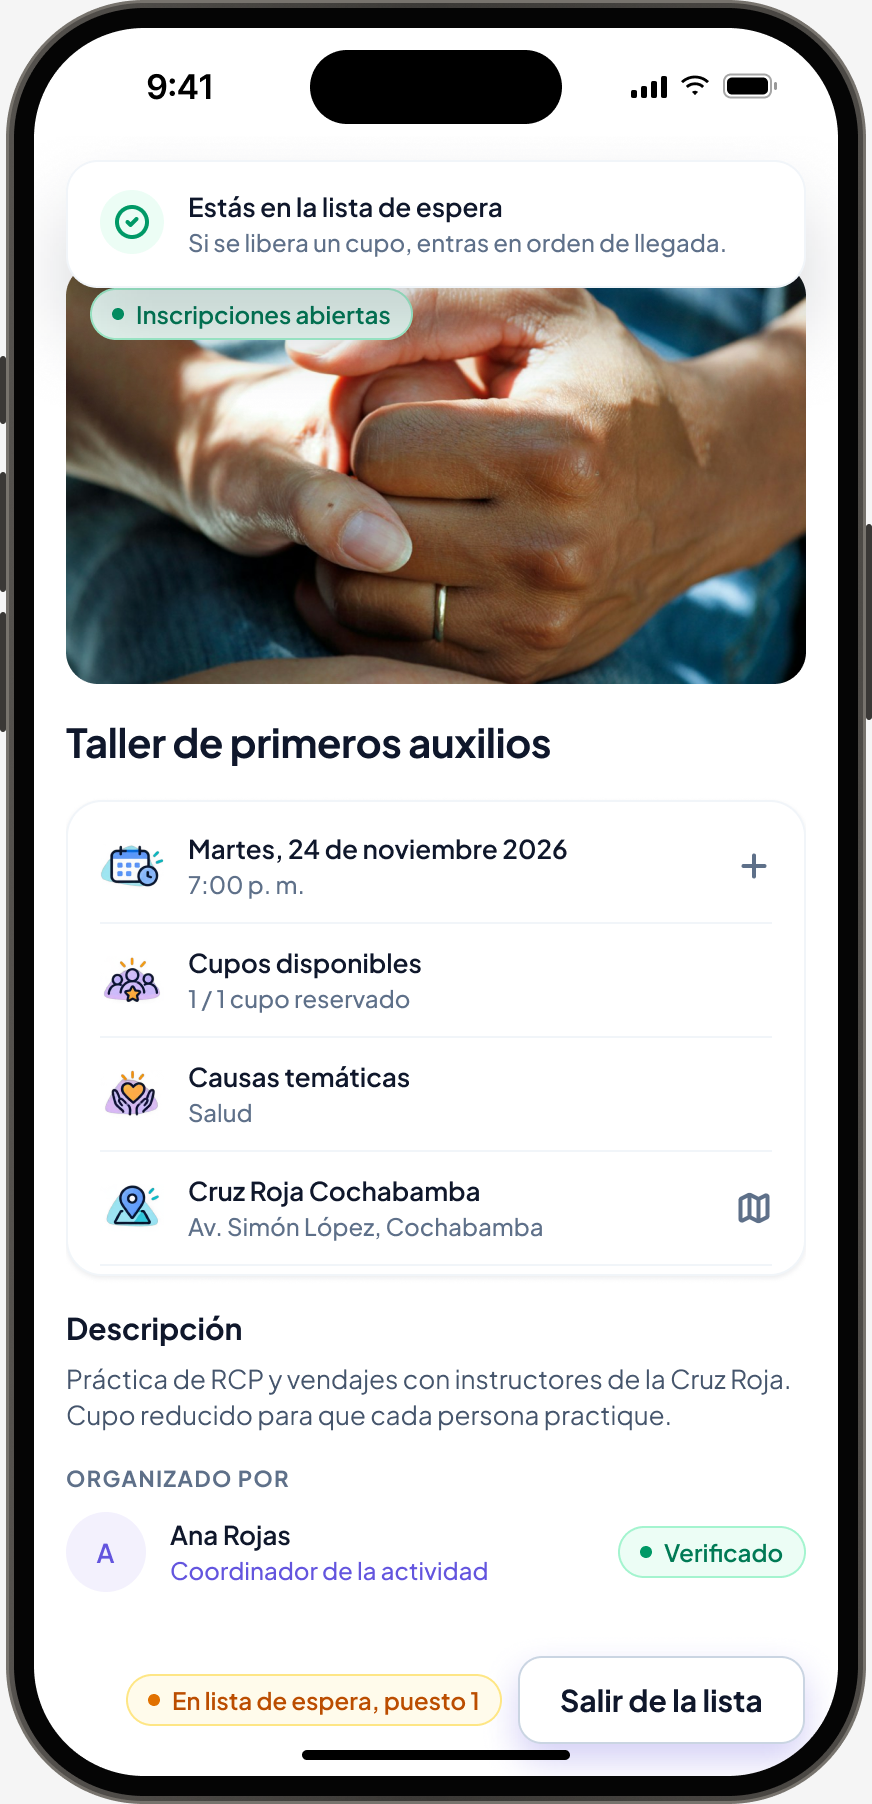 9:41
Estás en la lista de espera
Si se libera un cupo, entras en orden de llegada.
Inscripciones abiertas
Taller de primeros auxilios
Martes, 24 de noviembre 2026
7:00 p. m.
Cupos disponibles
1 / 1 cupo reservado
Causas temáticas
Salud
Cruz Roja Cochabamba
Av. Simón López, Cochabamba
Descripción
Práctica de RCP y vendajes con instructores de la Cruz Roja.
Cupo reducido para que cada persona practique.
ORGANIZADO POR
A
Ana Rojas
Coordinador de la actividad
Verificado
En lista de espera, puesto 1
Salir de la lista